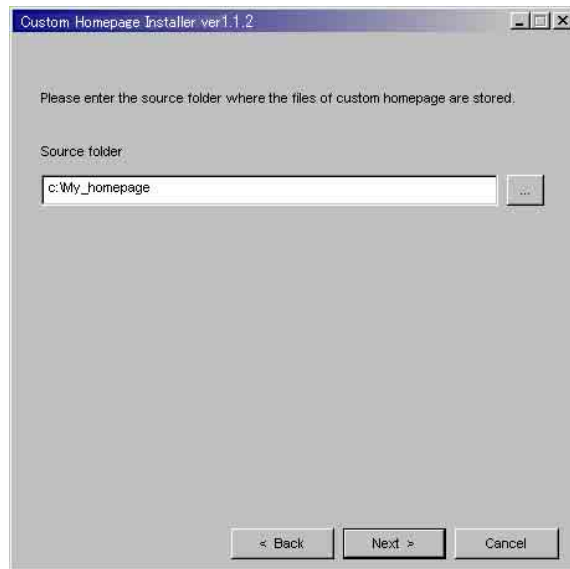 Custom Homepage Installer ver1.1.2
Please enter the source folder where the files of custom homepage are stored.
Source folder
c:\My_homepage
...
< Back
Next >
Cancel